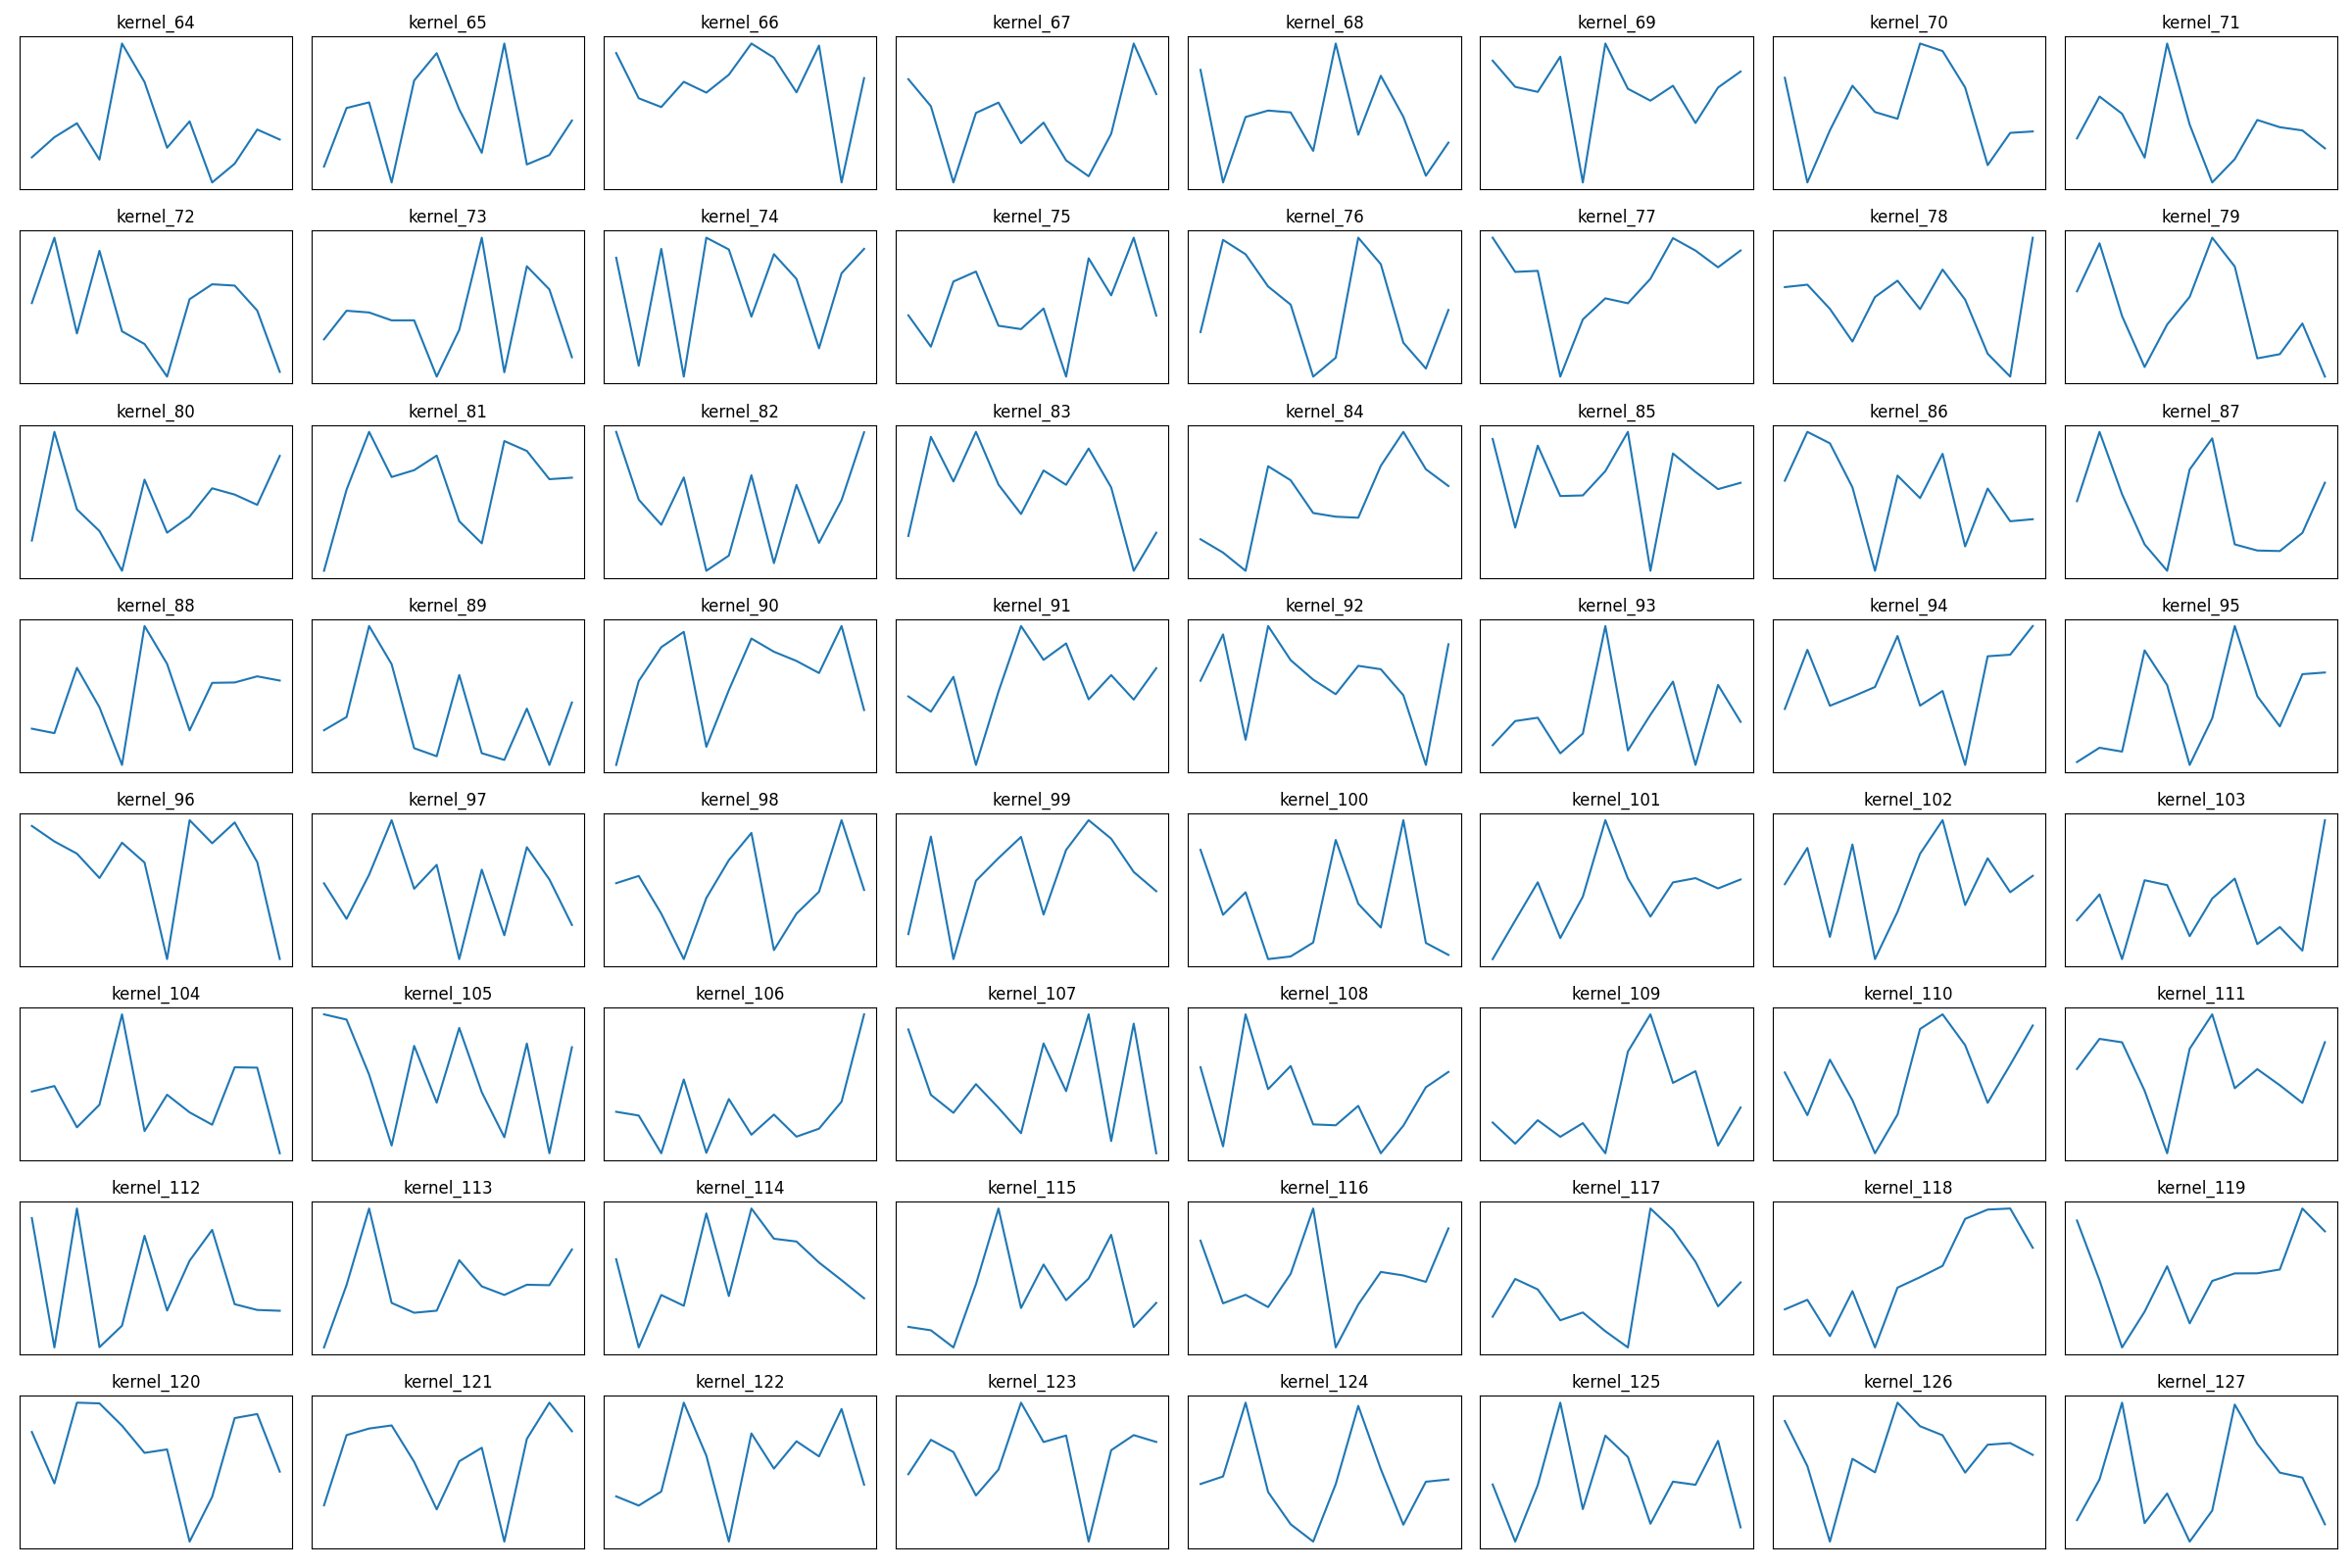 kernel_64 kernel_65 kernel_66 kernel_67 kernel_68 kernel_69 kernel_70 kernel_71
kernel_72 kernel_73 kernel_74 kernel_75 kernel_76 kernel_77 kernel_78 kernel_79
kernel_80 kernel_81 kernel_82 kernel_83 kernel_84 kernel_85 kernel_86 kernel_87
kernel_88 kernel_89 kernel_90 kernel_91 kernel_92 kernel_93 kernel_94 kernel_95
kernel_96 kernel_97 kernel_98 kernel_99 kernel_100 kernel_101 kernel_102 kernel_103
kernel_104 kernel_105 kernel_106 kernel_107 kernel_108 kernel_109 kernel_110 kernel_111
kernel_112 kernel_113 kernel_114 kernel_115 kernel_116 kernel_117 kernel_118 kernel_119
kernel_120 kernel_121 kernel_122 kernel_123 kernel_124 kernel_125 kernel_126 kernel_127